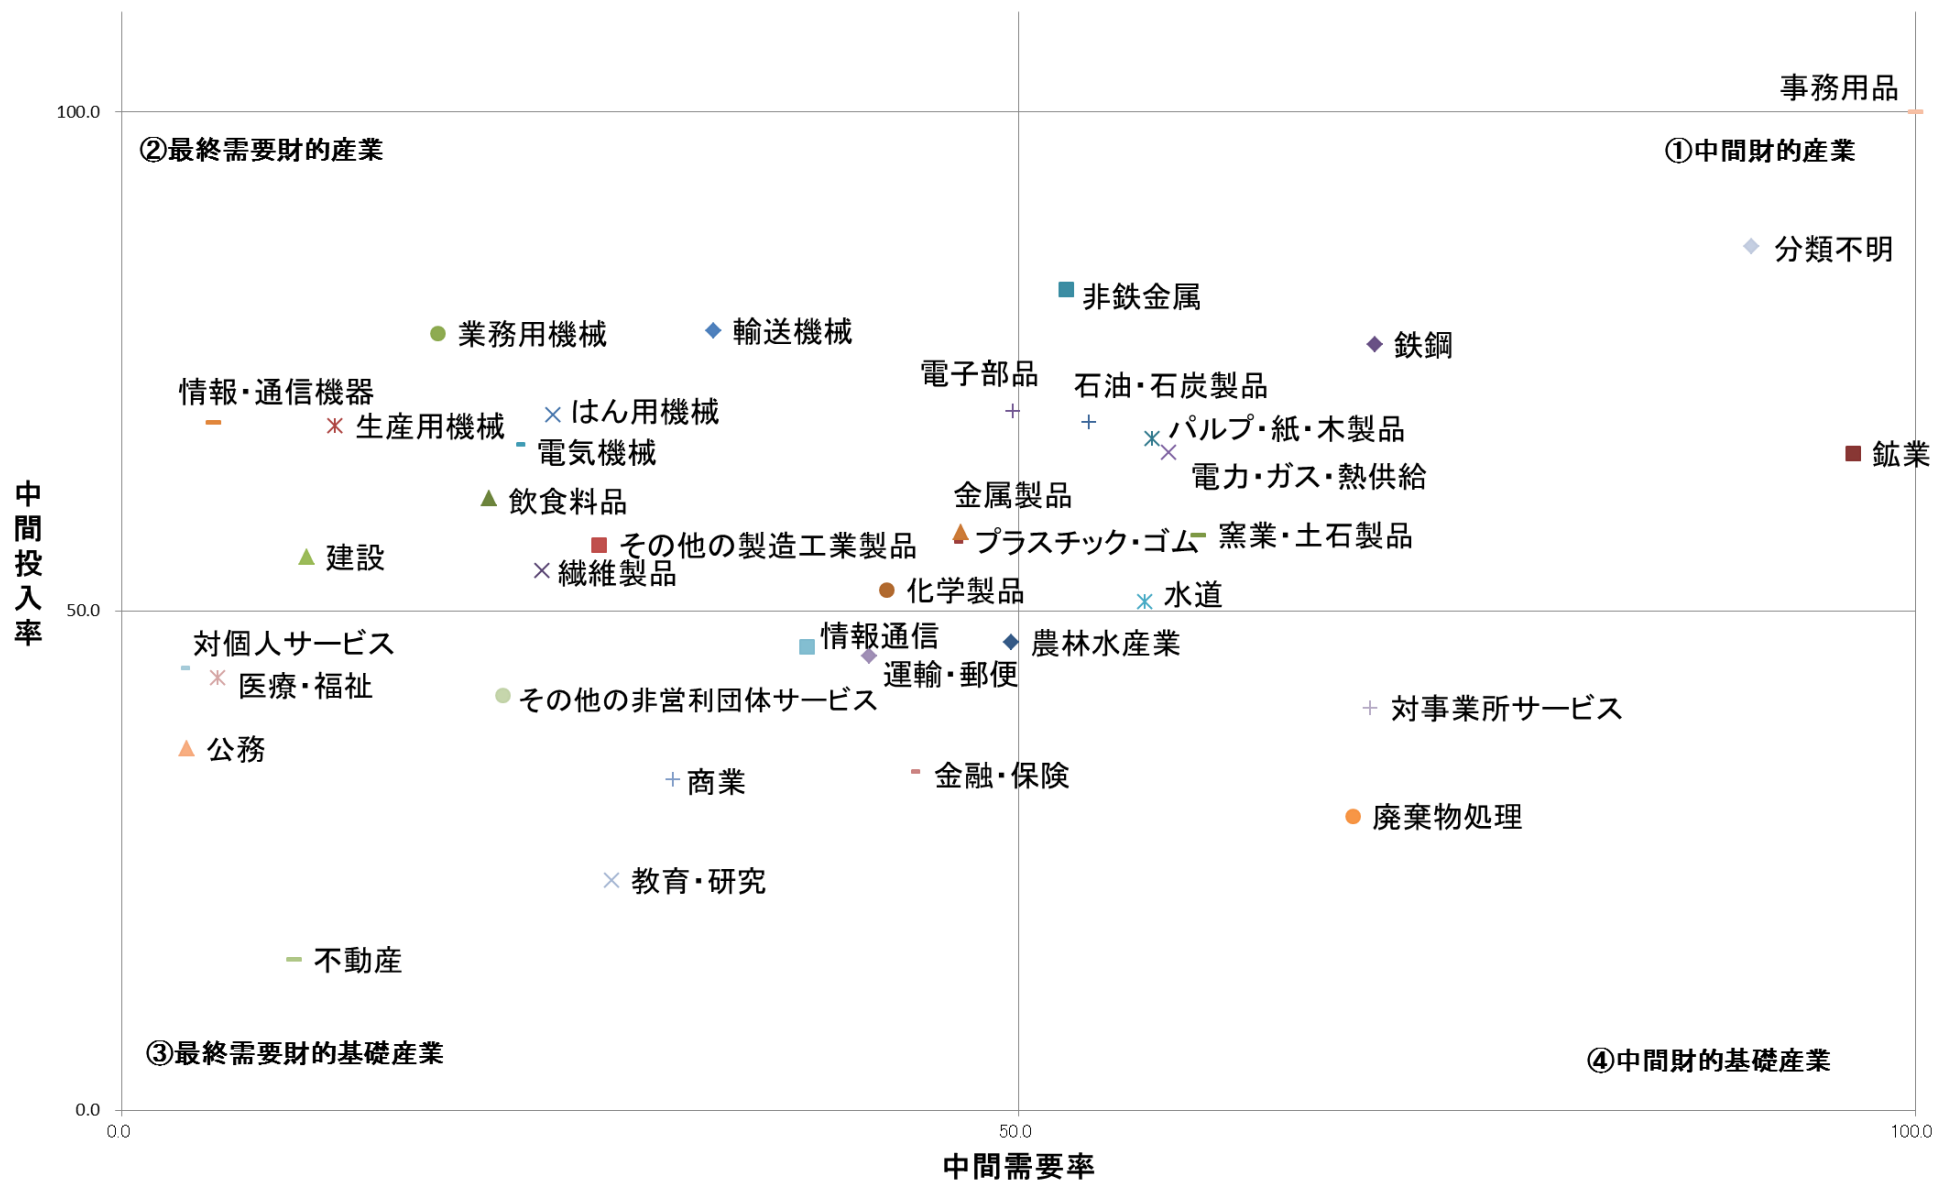 事務用品
100.0
②最終需要財的産業
①中間財的産業
分類不明
非鉄金属
業務用機械
輸送機械
鉄鋼
電子部品
石油・石炭製品
情報・通信機器
はん用機械
生産用機械
パルプ・紙・木製品
電気機械
鉱業
電力・ガス・熱供給
飲食料品
金属製品
その他の製造工業製品
プラスチック・ゴム
窯業・土石製品
建設
繊維製品
化学製品
水道
中間投入率
50.0
対個人サービス
情報通信
農林水産業
医療・福祉
運輸・郵便
その他の非営利団体サービス
対事業所サービス
公務
商業
金融・保険
廃棄物処理
教育・研究
不動産
③最終需要財的基礎産業
④中間財的基礎産業
0.0
0.0
50.0
100.0
中間需要率